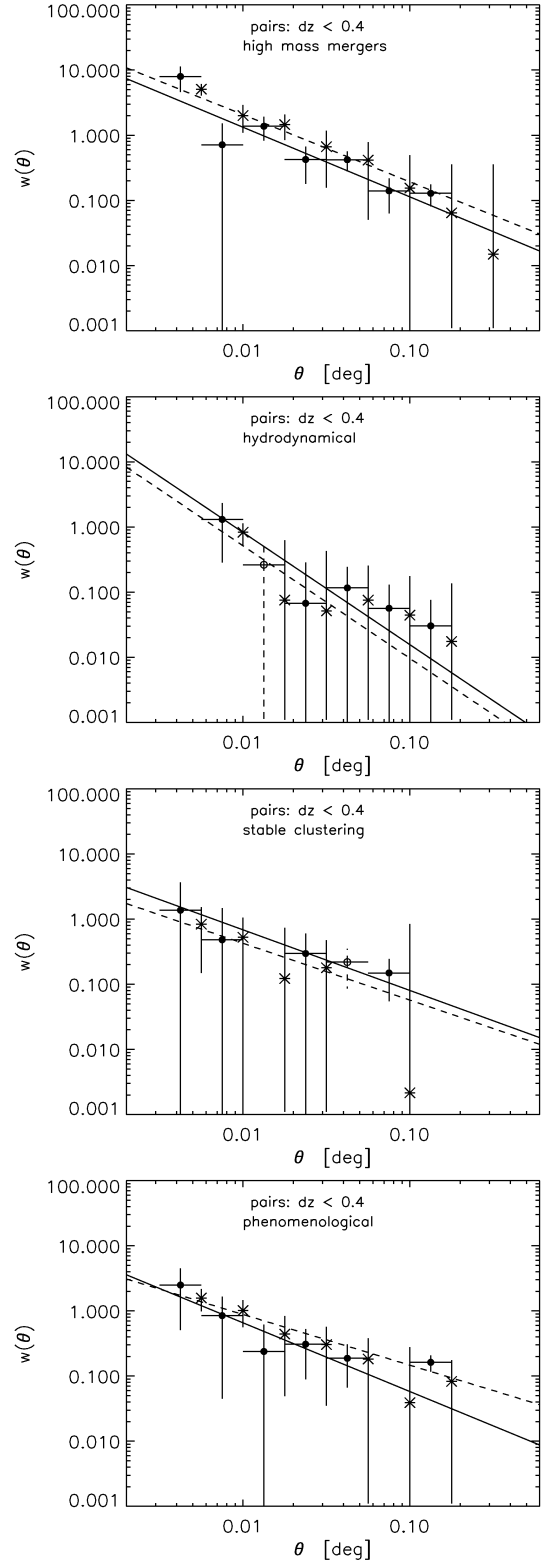 100.000
pairs: dz < 0.4
high mass mergers
10.000
1.000
w(θ)
0.100
0.010
0.001
0.01 0.10
θ [deg]
100.000
pairs: dz < 0.4
hydrodynamical
10.000
1.000
w(θ)
0.100
0.010
0.001
0.01 0.10
θ [deg]
100.000
pairs: dz < 0.4
stable clustering
10.000
1.000
w(θ)
0.100
0.010
0.001
0.01 0.10
θ [deg]
100.000
pairs: dz < 0.4
phenomenological
10.000
1.000
w(θ)
0.100
0.010
0.001
0.01 0.10
θ [deg]